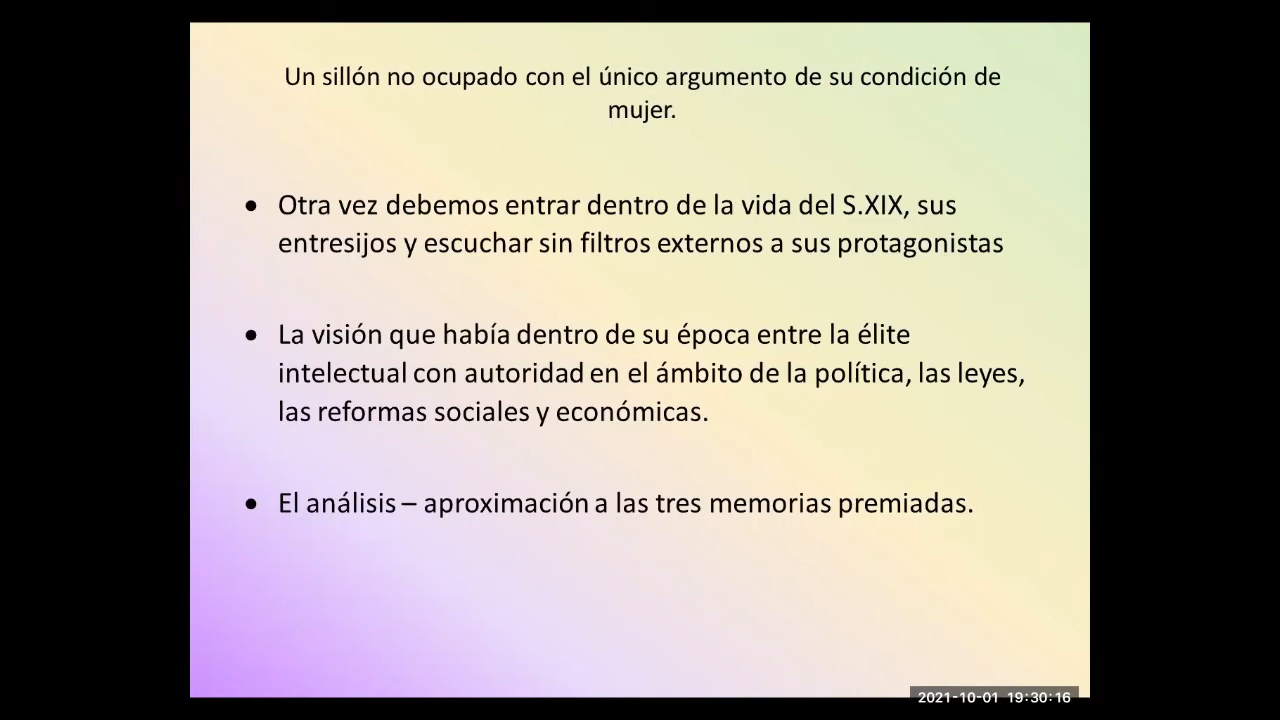 Un sillón no ocupado con el único argumento de su condición de
mujer.
• Otra vez debemos entrar dentro de la vida del S.XIX, sus
entresijos y escuchar sin filtros externos a sus protagonistas
• La visión que había dentro de su época entre la élite
intelectual con autoridad en el ámbito de la política, las leyes,
las reformas sociales y económicas.
• El análisis – aproximación a las tres memorias premiadas.
2021-10-01 19:30:16